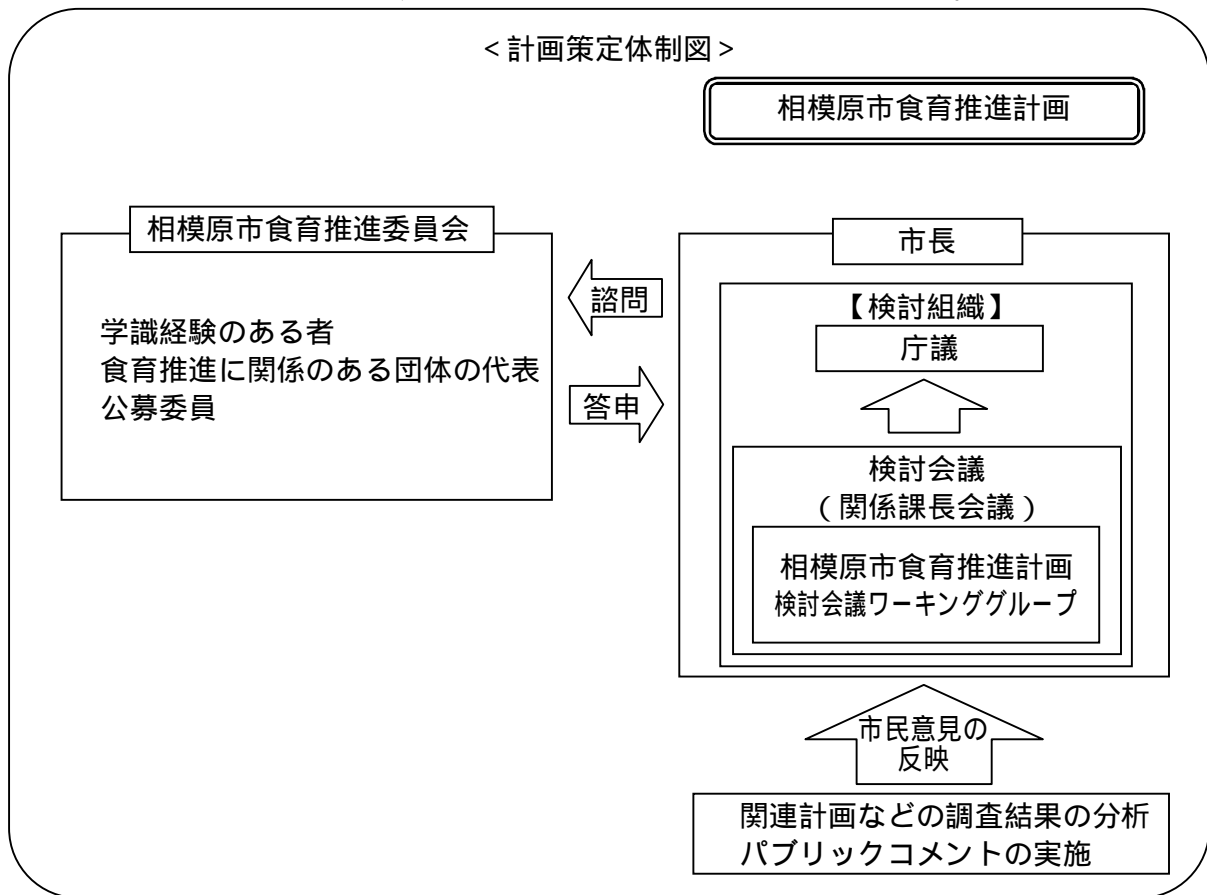 <計画策定体制図>
相模原市食育推進計画
相模原市食育推進委員会
学識経験のある者
食育推進に関係のある団体の代表
公募委員
諮問
答申
市長
【検討組織】
庁議
検討会議
(関係課長会議)
相模原市食育推進計画
検討会議ワーキンググループ
市民意見の
反映
関連計画などの調査結果の分析
パブリックコメントの実施